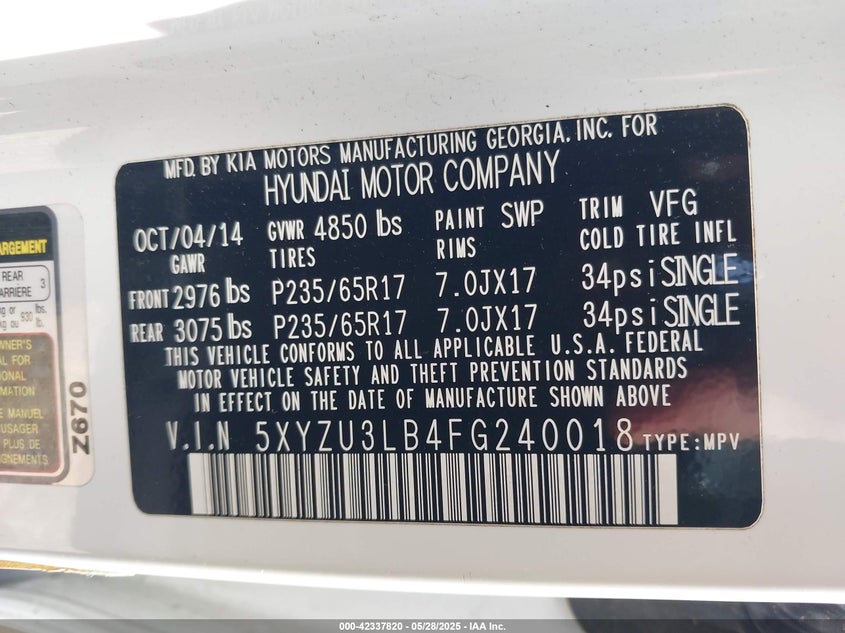 MFD. BY KIA MOTORS MANUFACTURING GEORGIA. INC. FOR
HYUNDAI MOTOR COMPANY
OCT/04/14 GVWR 4850 lbs PAINT SWP TRIM VFG
GAWR TIRES RIMS COLD TIRE INFL
FRONT 2976 lbs P235/65R17 7.0JX17 34psi SINGLE
REAR 3075 lbs P235/65R17 7.0JX17 34psi SINGLE
THIS VEHICLE CONFORMS TO ALL APPLICABLE U.S.A. FEDERAL
MOTOR VEHICLE SAFETY AND THEFT PREVENTION STANDARDS
IN EFFECT ON THE DATE OF MANUFACTURE SHOWN ABOVE
V.I.N 5XYZU3LB4FG240018 TYPE:MPV
REAR
3
930
MANUEL
Z670
000-42337820 - 05/28/2025 - IAA Inc.